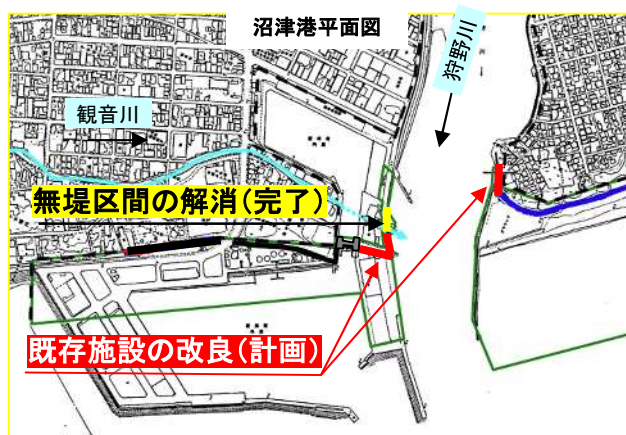 沼津港平面図
狩野川
観音川
無堤区間の解消(完了)
既存施設の改良(計画)